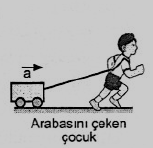 a
Arabasını çeken
çocuk